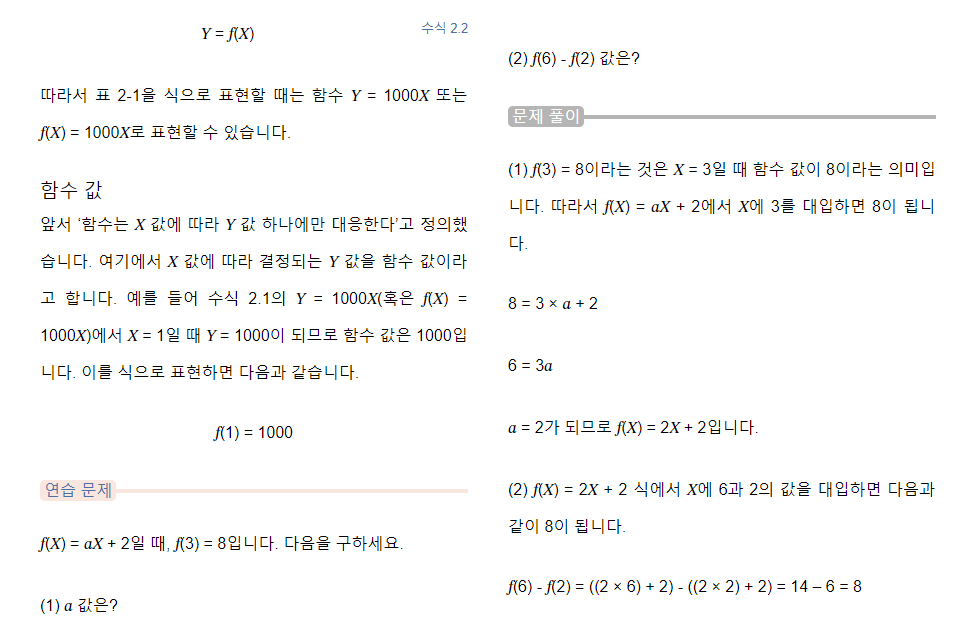 Y = f(X)
수식 2.2
따라서 표 2-1을 식으로 표현할 때는 함수 Y = 1000X 또는
f(X) = 1000X로 표현할 수 있습니다.
함수 값
앞서 ‘함수는 X 값에 따라 Y 값 하나에만 대응한다’고 정의했
습니다. 여기에서 X 값에 따라 결정되는 Y 값을 함수 값이라
고 합니다. 예를 들어 수식 2.1의 Y = 1000X(혹은 f(X) =
1000X)에서 X = 1일 때 Y = 1000이 되므로 함수 값은 1000입
니다. 이를 식으로 표현하면 다음과 같습니다.
f(1) = 1000
연습 문제
f(X) = aX + 2일 때, f(3) = 8입니다. 다음을 구하세요.
(1) a 값은?
(2) f(6) - f(2) 값은?
문제 풀이
(1) f(3) = 8이라는 것은 X = 3일 때 함수 값이 8이라는 의미입
니다. 따라서 f(X) = aX + 2에서 X에 3를 대입하면 8이 됩니
다.
8 = 3 × a + 2
6 = 3a
a = 2가 되므로 f(X) = 2X + 2입니다.
(2) f(X) = 2X + 2 식에서 X에 6과 2의 값을 대입하면 다음과
같이 8이 됩니다.
f(6) - f(2) = ((2 × 6) + 2) - ((2 × 2) + 2) = 14 – 6 = 8